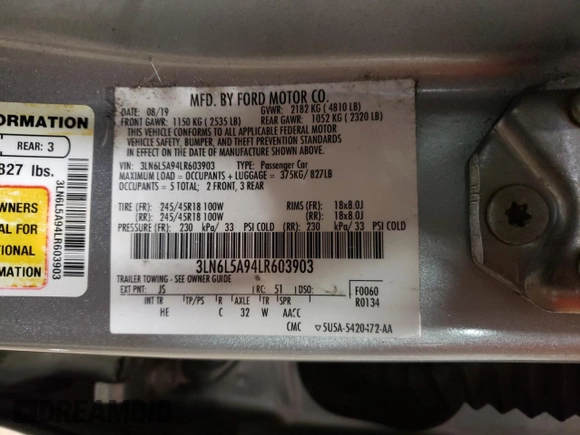 FORMATION
REAR: 3
827 lbs.
OWNERS
AL FOR
TIONAL
RMATION
3LN6L5A94LR603903
MFD. BY FORD MOTOR CO.
DATE: 08/19 GVWR: 2182 KG ( 4810 LB)
FRONT GAWR: 1150 KG ( 2535 LB) REAR GAWR: 1052 KG ( 2320 LB)
THIS VEHICLE CONFORMS TO ALL APPLICABLE FEDERAL MOTOR
VEHICLE SAFETY, BUMPER, AND THEFT PREVENTION STANDARDS
IN EFFECT ON THE DATE OF MANUFACTURE SHOWN ABOVE.
VIN: 3LN6L5A94LR603903 TYPE: Passenger Car
MAXIMUM LOAD = OCCUPANTS + LUGGAGE = 375KG/ 827LB
OCCUPANTS = 5 TOTAL; 2 FRONT, 3 REAR
TIRE (FR): 245/45R18 100W RIMS (FR): 18x8.0J
(RR): 245/45R18 100W (RR): 18x8.0J
PRESSURE (FR): 230 kPa/ 33 PSI COLD (RR): 230 kPa/ 33 PSI COLD
3LN6L5A94LR603903
TRAILER TOWING - SEE OWNER GUIDE
EXT PNT: JS RC: 51 DSO: F0060
INT TR TP/PS R AXLE TR SPR R0134
HE C 32 W AACC
CMC 5USA-5420472-AA
DREAMBID